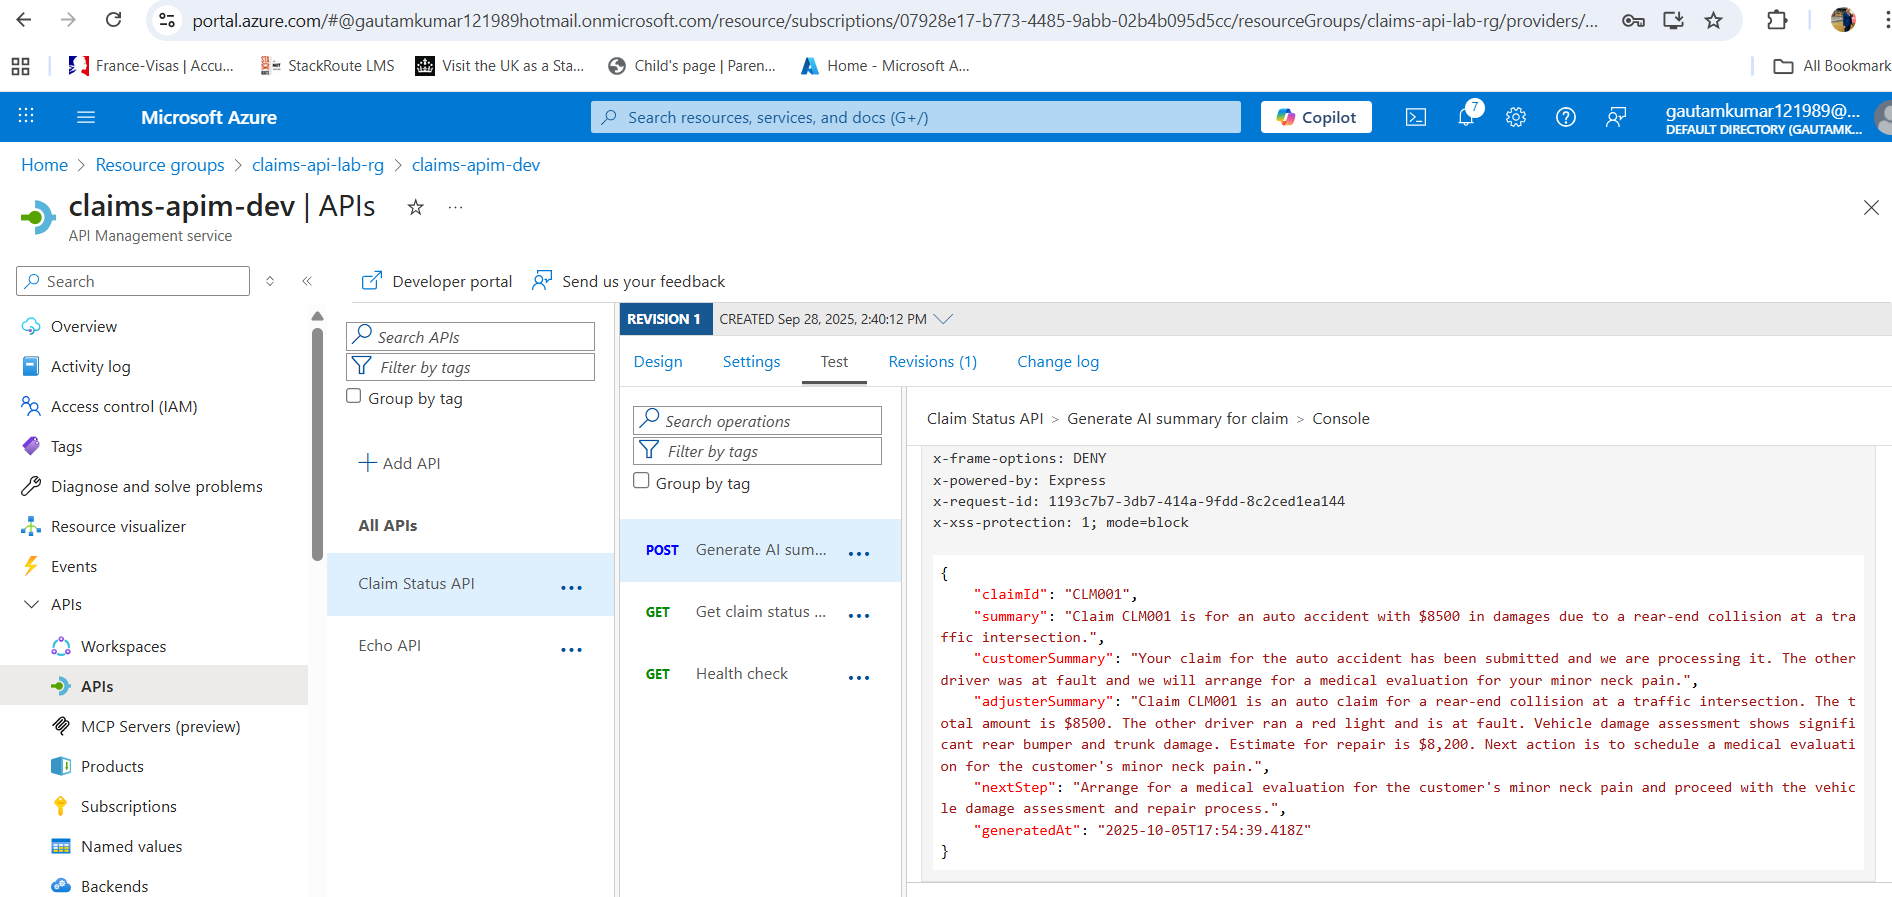 portal.azure.com/#@gautamkumar121989hotmail.onmicrosoft.com/resource/subscriptions/07928e17-b773-4485-9abb-02b4b095d5cc/resourceGroups/claims-api-lab-rg/providers/...
France-Visas | Accu...
StackRoute LMS
Visit the UK as a Sta...
Child's page | Paren...
Home - Microsoft A...
All Bookmark
Microsoft Azure
Search resources, services, and docs (G+/)
Copilot
7
gautamkumar121989@...
DEFAULT DIRECTORY (GAUTAMK...
Home > Resource groups > claims-api-lab-rg > claims-apim-dev
claims-apim-dev | APIs
...
API Management service
Search
Developer portal
Send us your feedback
Overview
Activity log
Access control (IAM)
Tags
Diagnose and solve problems
Resource visualizer
Events
APIs
Workspaces
APIs
MCP Servers (preview)
Products
Subscriptions
Named values
Backends
Search APIs
Filter by tags
Group by tag
Add API
All APIs
Claim Status API
...
Echo API
...
REVISION 1
CREATED Sep 28, 2025, 2:40:12 PM
Design
Settings
Test
Revisions (1)
Change log
Search operations
Filter by tags
Group by tag
POST Generate AI sum... ...
GET Get claim status ... ...
GET Health check ...
Claim Status API > Generate AI summary for claim > Console
x-frame-options: DENY
x-powered-by: Express
x-request-id: 1193c7b7-3db7-414a-9fdd-8c2ced1ea144
x-xss-protection: 1; mode=block
{
"claimId": "CLM001",
"summary": "Claim CLM001 is for an auto accident with $8500 in damages due to a rear-end collision at a tra
ffic intersection.",
"customerSummary": "Your claim for the auto accident has been submitted and we are processing it. The other
driver was at fault and we will arrange for a medical evaluation for your minor neck pain.",
"adjusterSummary": "Claim CLM001 is an auto claim for a rear-end collision at a traffic intersection. The t
otal amount is $8500. The other driver ran a red light and is at fault. Vehicle damage assessment shows signifi
cant rear bumper and trunk damage. Estimate for repair is $8,200. Next action is to schedule a medical evaluati
on for the customer's minor neck pain.",
"nextStep": "Arrange for a medical evaluation for the customer's minor neck pain and proceed with the vehic
le damage assessment and repair process.",
"generatedAt": "2025-10-05T17:54:39.418Z"
}